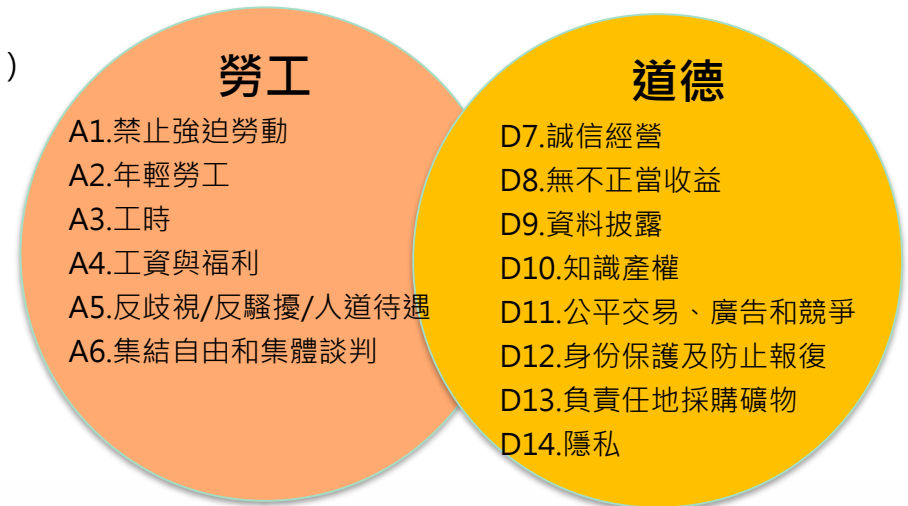 )
勞工
A1.禁止強迫勞動
A2.年輕勞工
A3.工時
A4.工資與福利
A5.反歧視/反騷擾/人道待遇
A6.集結自由和集體談判
道德
D7.誠信經營
D8.無不正當收益
D9.資料披露
D10.知識產權
D11.公平交易、廣告和競爭
D12.身份保護及防止報復
D13.負責任地採購礦物
D14.隱私